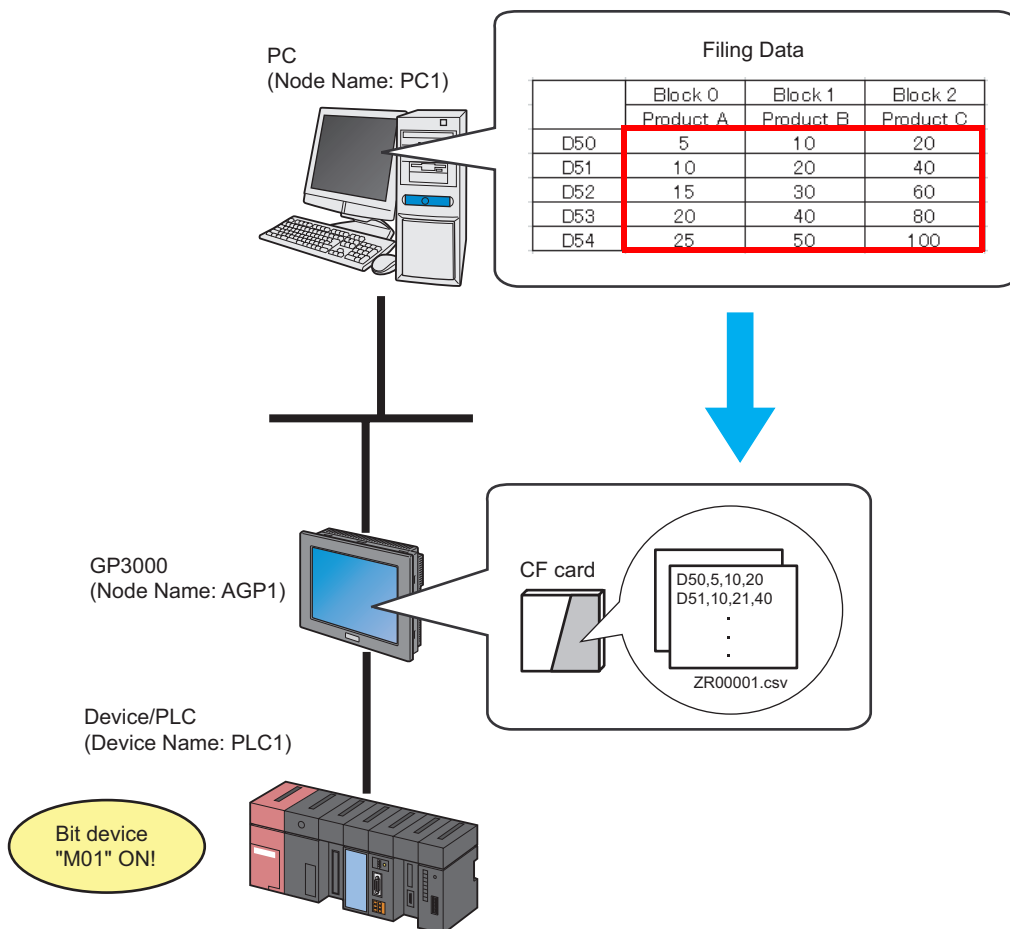 PC
(Node Name: PC1)
Filing Data
Block 0 Block 1 Block 2
Product A Product B Product C
D50 5 10 20
D51 10 20 40
D52 15 30 60
D53 20 40 80
D54 25 50 100
GP3000
(Node Name: AGP1)
CF card
D50,5,10,20
D51,10,21,40
.
.
.
ZR00001.csv
Device/PLC
(Device Name: PLC1)
Bit device
"M01" ON!